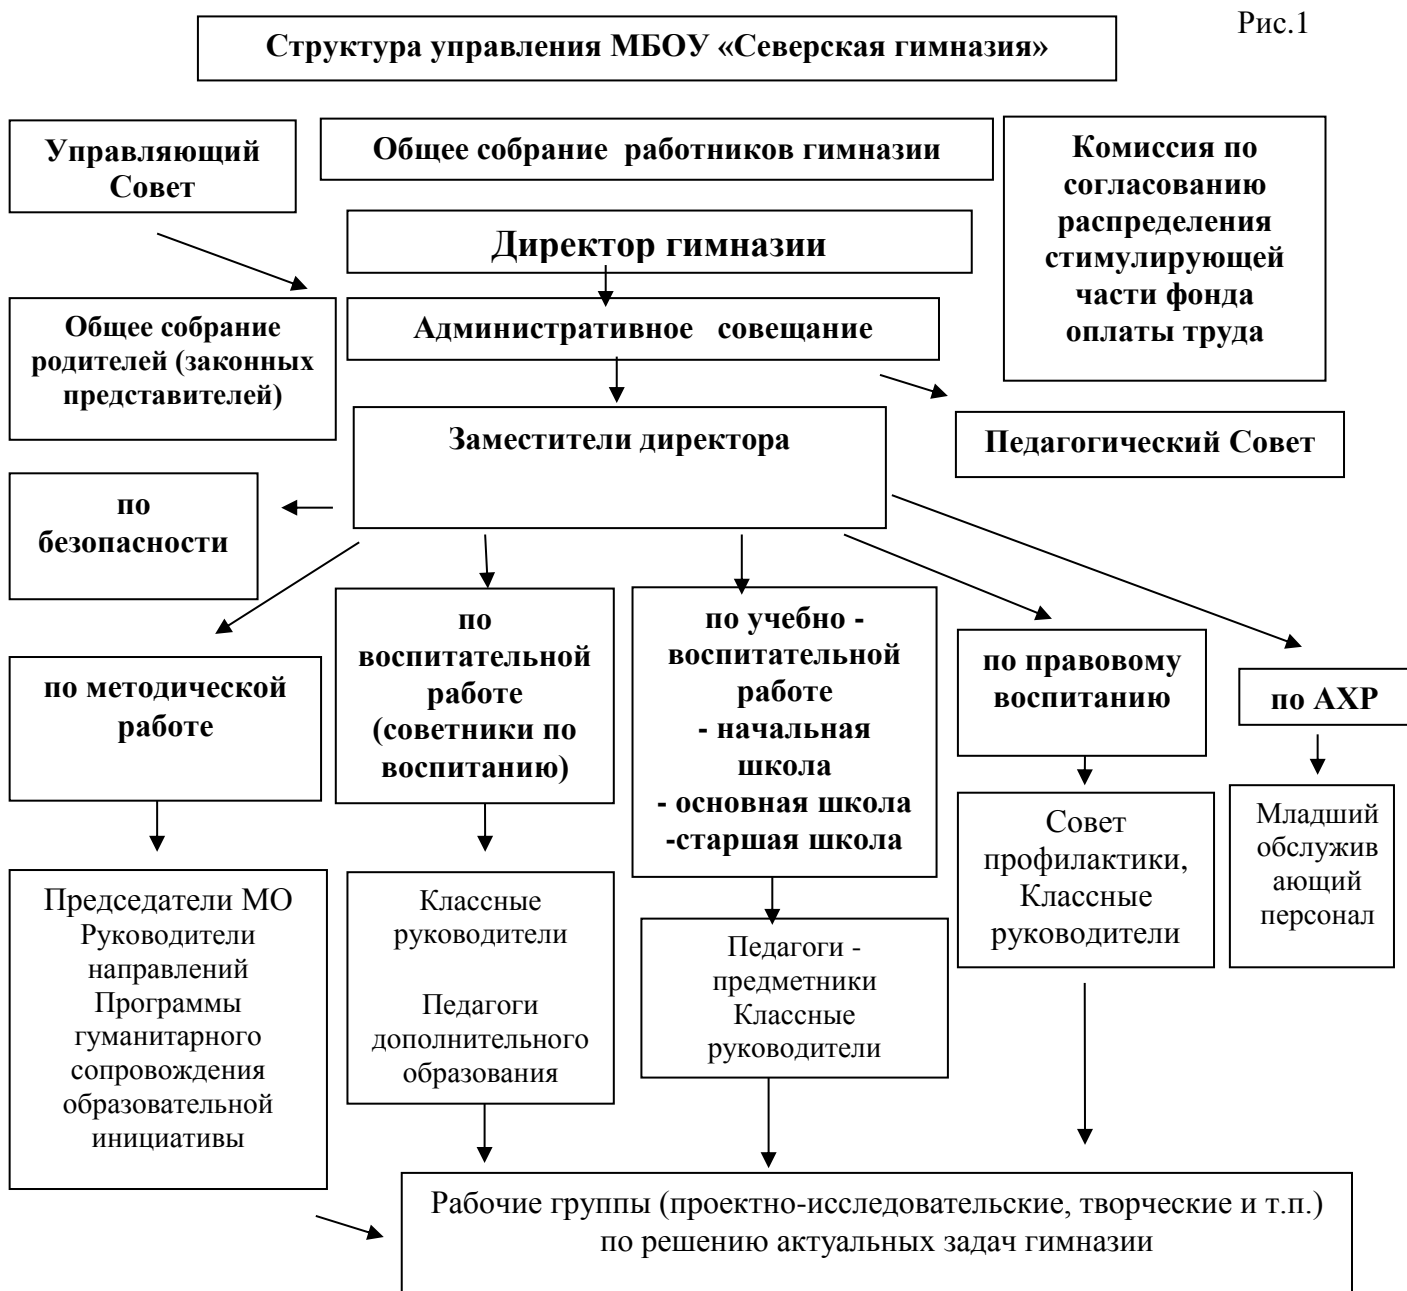 Рис.1
Структура управления МБОУ «Северская гимназия»
Управляющий
Совет
Общее собрание работников гимназии
Комиссия по
согласованию
распределения
стимулирующей
части фонда
оплаты труда
Директор гимназии
Общее собрание
родителей (законных
представителей)
Административное совещание
Заместители директора
Педагогический Совет
по
безопасности
по методической
работе
по
воспитательной
работе
(советники по
воспитанию)
по учебно -
воспитательной
работе
- начальная
школа
- основная школа
-старшая школа
по правовому
воспитанию
по АХР
Председатели МО
Руководители
направлений
Программы
гуманитарного
сопровождения
образовательной
инициативы
Классные
руководители
Педагоги
дополнительного
образования
Педагоги -
предметники
Классные
руководители
Совет
профилактики,
Классные
руководители
Младший
обслужив
ающий
персонал
Рабочие группы (проектно-исследовательские, творческие и т.п.)
по решению актуальных задач гимназии